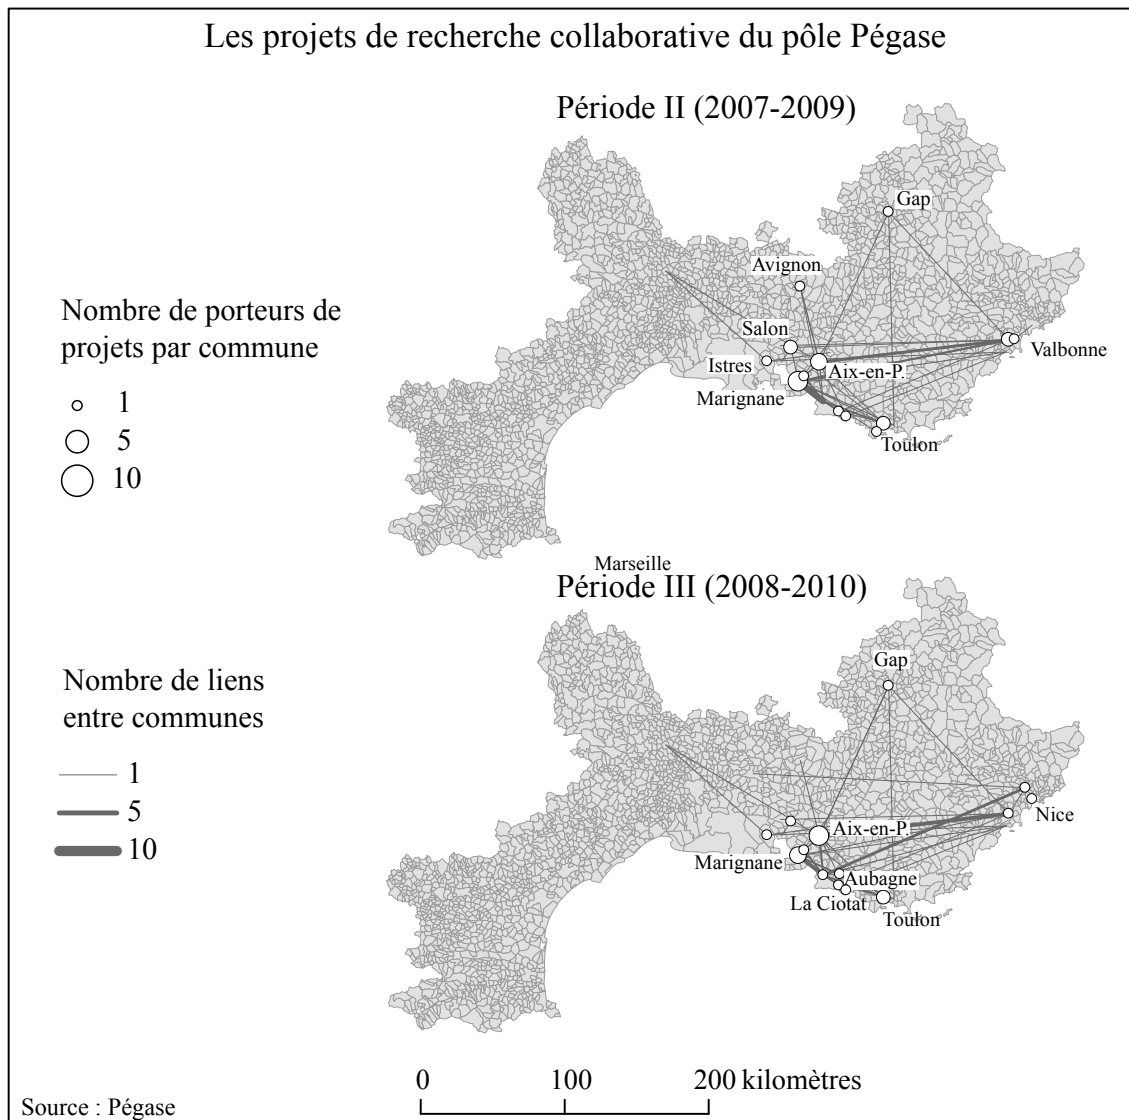 Les projets de recherche collaborative du pôle Pégase
Période II (2007-2009)
Gap
Avignon
Salon
Istres
Aix-en-P.
Valbonne
Marignane
Toulon
Nombre de porteurs de
projets par commune
1
5
10
Marseille
Période III (2008-2010)
Gap
Aix-en-P.
Nice
Marignane
Aubagne
La Ciotat
Toulon
Nombre de liens
entre communes
1
5
10
0 100 200 kilomètres
Source : Pégase